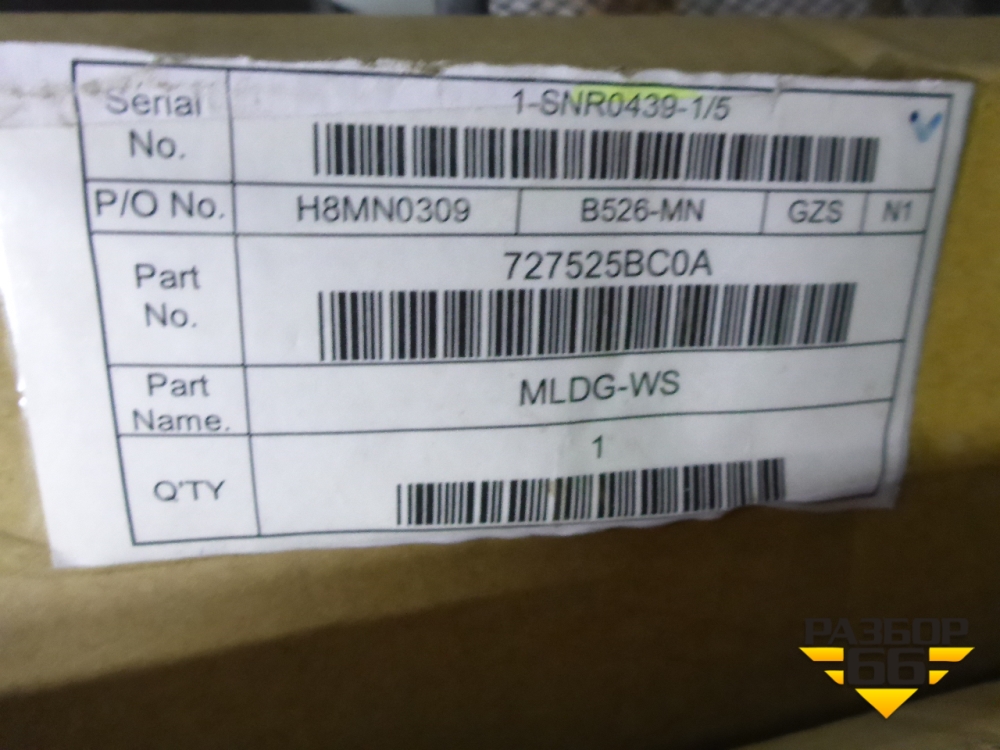 Serial No.
1-SNR0439-1/5
P/O No. H8MN0309 B526-MN GZS N1
Part No.
727525BC0A
Part Name.
MLDG-WS
Q'TY
1
РАЗБОР
66